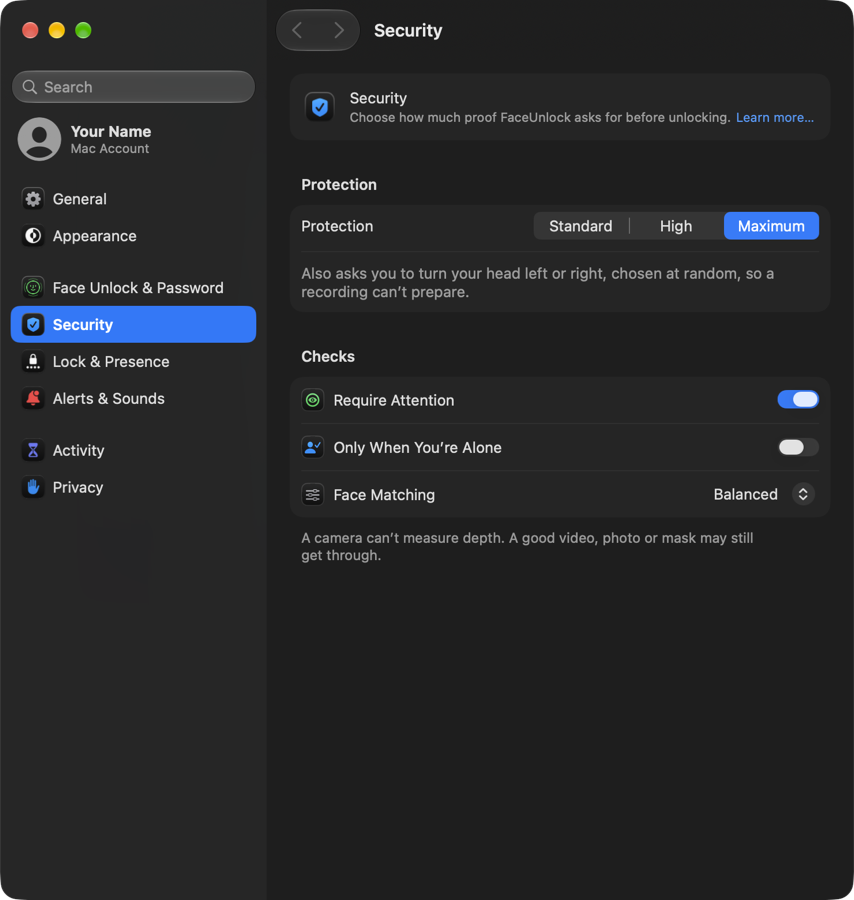 Security
Search
Your Name
Mac Account
General
Appearance
Face Unlock & Password
Security
Lock & Presence
Alerts & Sounds
Activity
Privacy
Security
Choose how much proof FaceUnlock asks for before unlocking. Learn more...
Protection
Protection
Standard
High
Maximum
Also asks you to turn your head left or right, chosen at random, so a
recording can’t prepare.
Checks
Require Attention
Only When You’re Alone
Face Matching
Balanced
A camera can’t measure depth. A good video, photo or mask may still
get through.